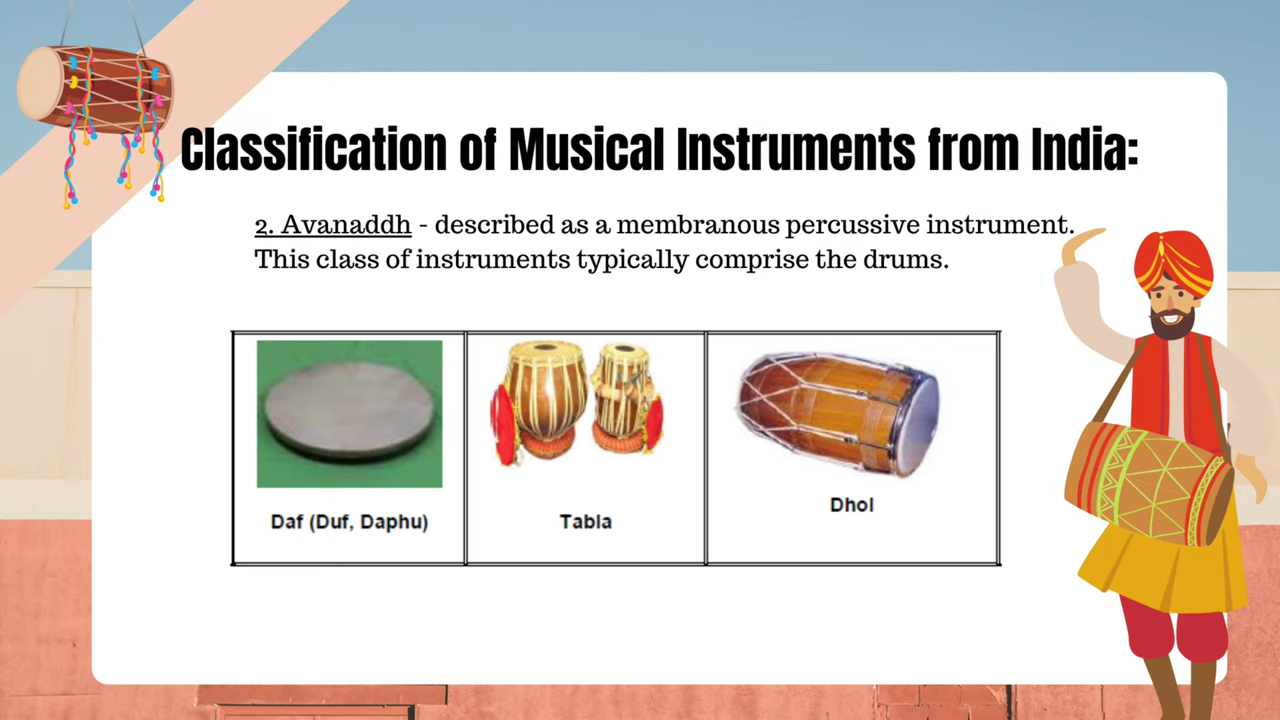 Classification of Musical Instruments from India:
2. Avanaddh - described as a membranous percussive instrument.
This class of instruments typically comprise the drums.
Daf (Duf, Daphu)
Tabla
Dhol